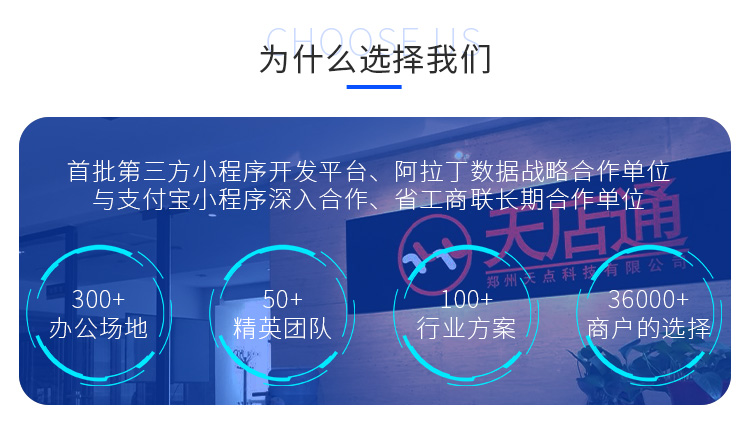 CHOOSE US
为什么选择我们
首批第三方小程序开发平台、阿拉丁数据战略合作单位
与支付宝小程序深入合作、省工商联长期合作单位
天店通
郑州天点科技有限公司
300+
办公场地
50+
精英团队
100+
行业方案
36000+
商户的选择